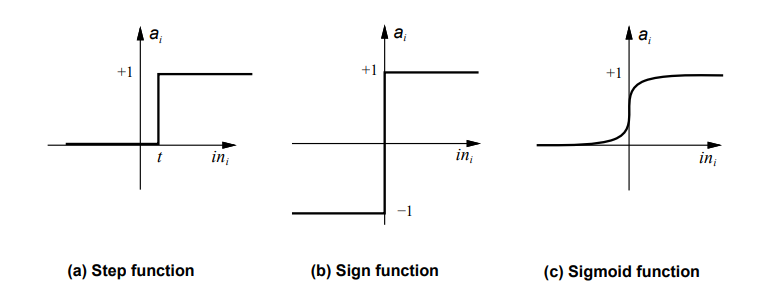 a_i a_i a_i
+1 +1 +1
t in_i in_i in_i
−1
(a) Step function (b) Sign function (c) Sigmoid function